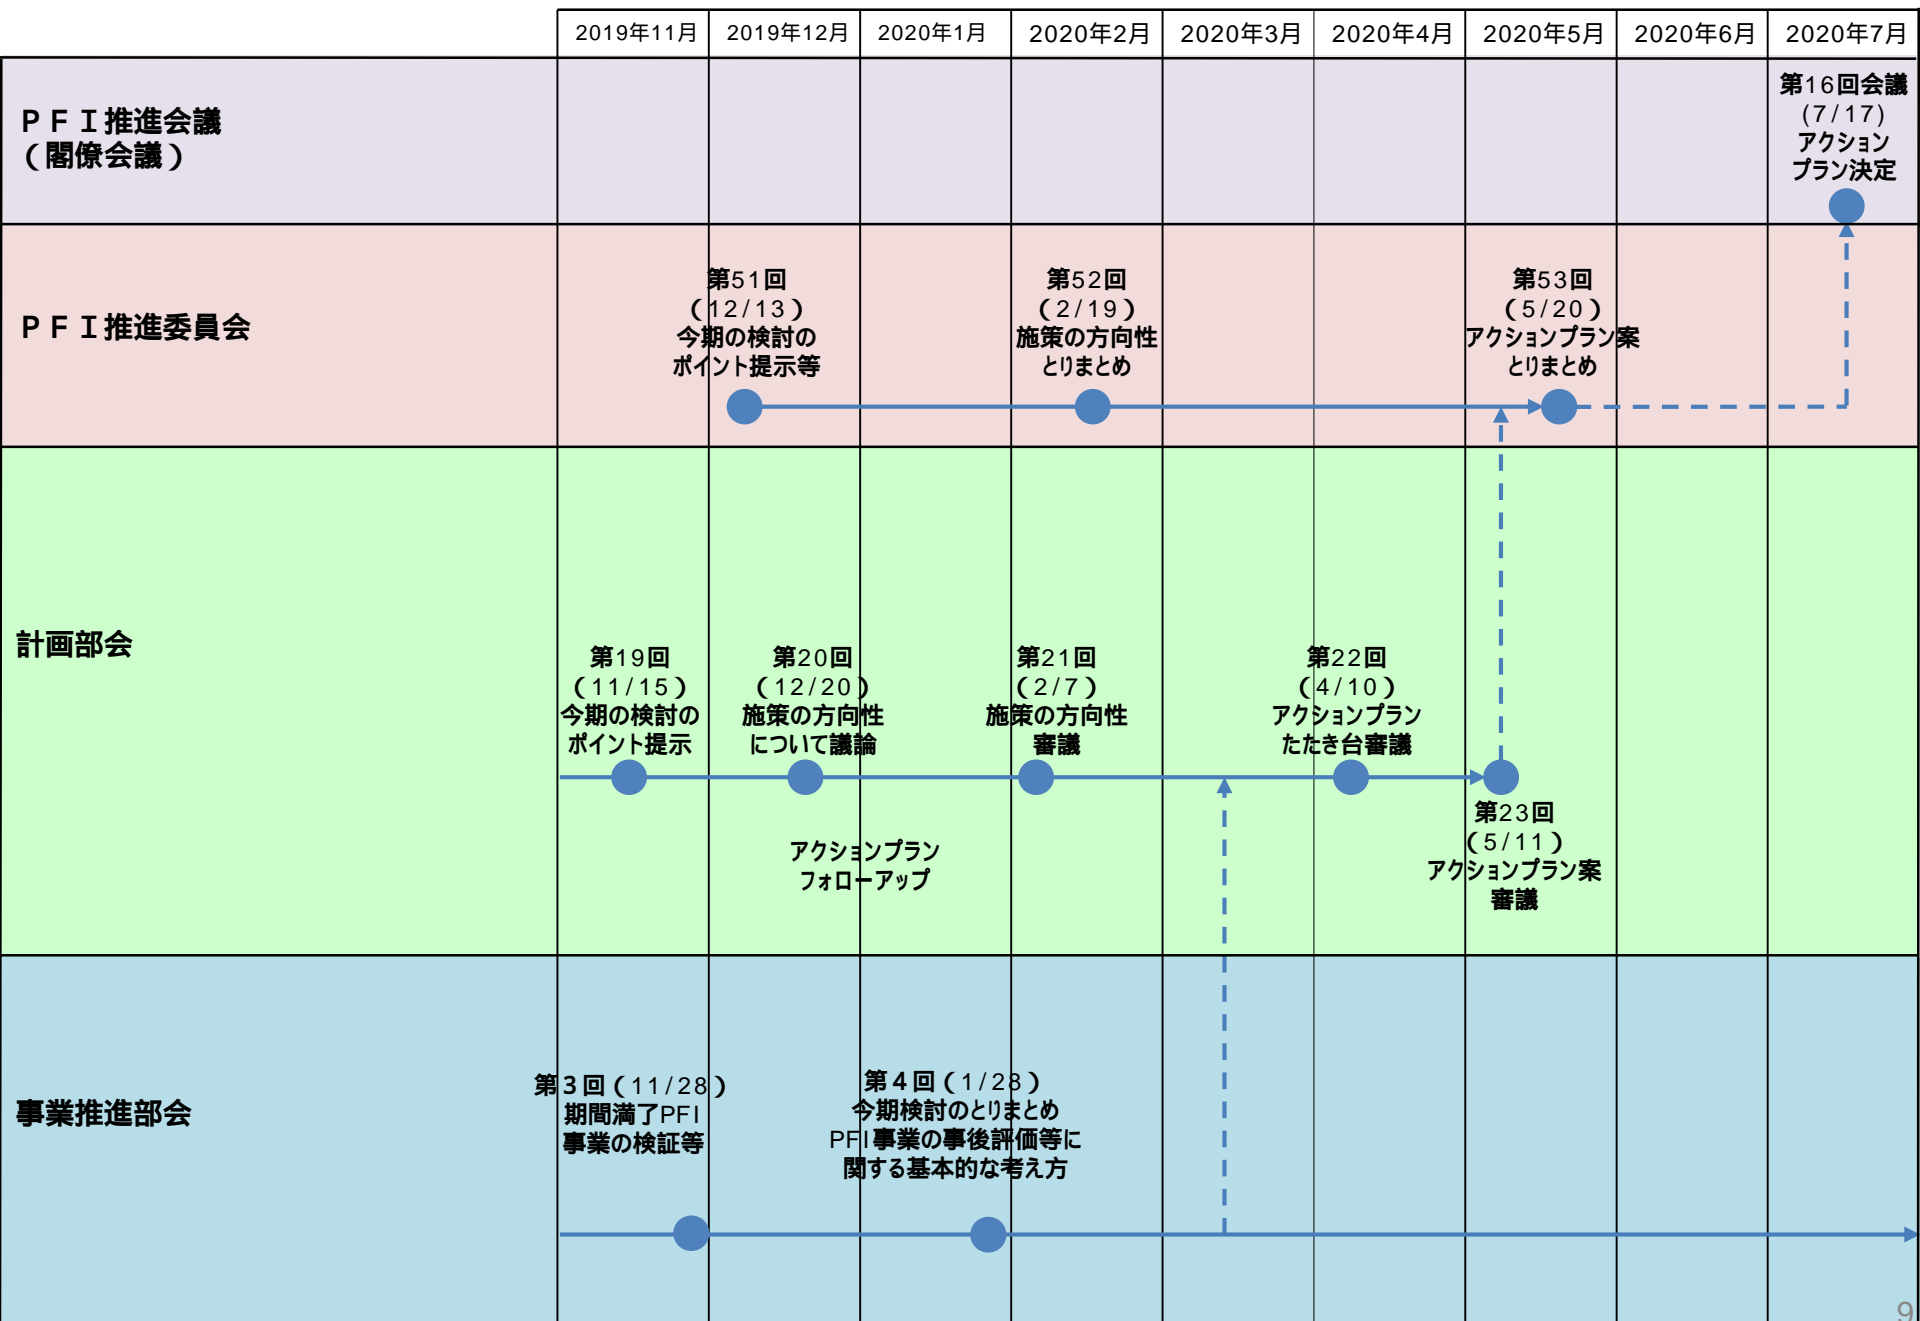 2019年11月
2019年12月
2020年1月
2020年2月
2020年3月
2020年4月
2020年5月
2020年6月
2020年7月
ＰＦＩ推進会議
（閣僚会議）
第16回会議
(7/17)
アクション
プラン決定
ＰＦＩ推進委員会
第51回
（12/13）
今期の検討の
ポイント提示等
第52回
（2/19）
施策の方向性
とりまとめ
第53回
（5/20）
アクションプラン案
とりまとめ
計画部会
第19回
（11/15）
今期の検討の
ポイント提示
第20回
（12/20）
施策の方向性
について議論
第21回
（2/7）
施策の方向性
審議
第22回
（4/10）
アクションプラン
たたき台審議
第23回
（5/11）
アクションプラン案
審議
アクションプラン
フォローアップ
事業推進部会
第３回（11/28）
期間満了PFI
事業の検証等
第４回（1/28）
今期検討のとりまとめ
PFI事業の事後評価等に
関する基本的な考え方
9